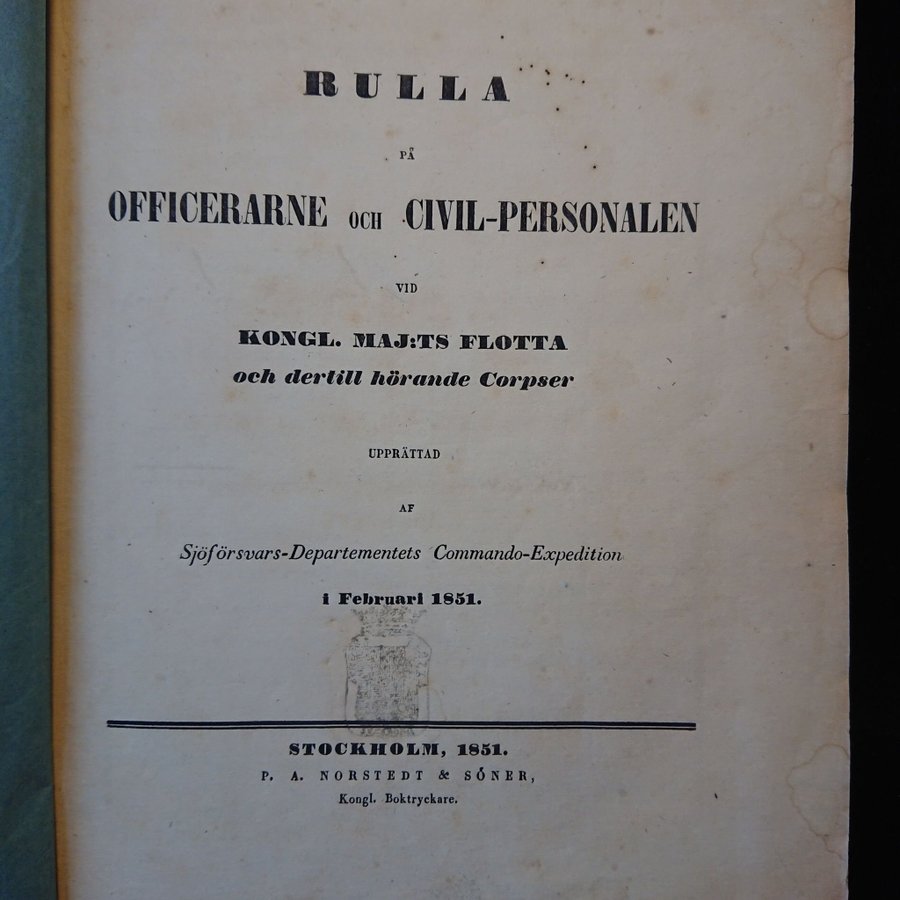 RULLA
PÅ
OFFICERARNE OCH CIVIL-PERSONALEN
VID
KONGL. MAJ:TS FLOTTA
och dertill hörande Corpser
UPPRÄTTAD
AF
Sjöförsvars-Departementets Commando-Expedition
i Februari 1851.
STOCKHOLM, 1851.
P. A. NORSTEDT & SÖNER,
Kongl. Boktryckare.